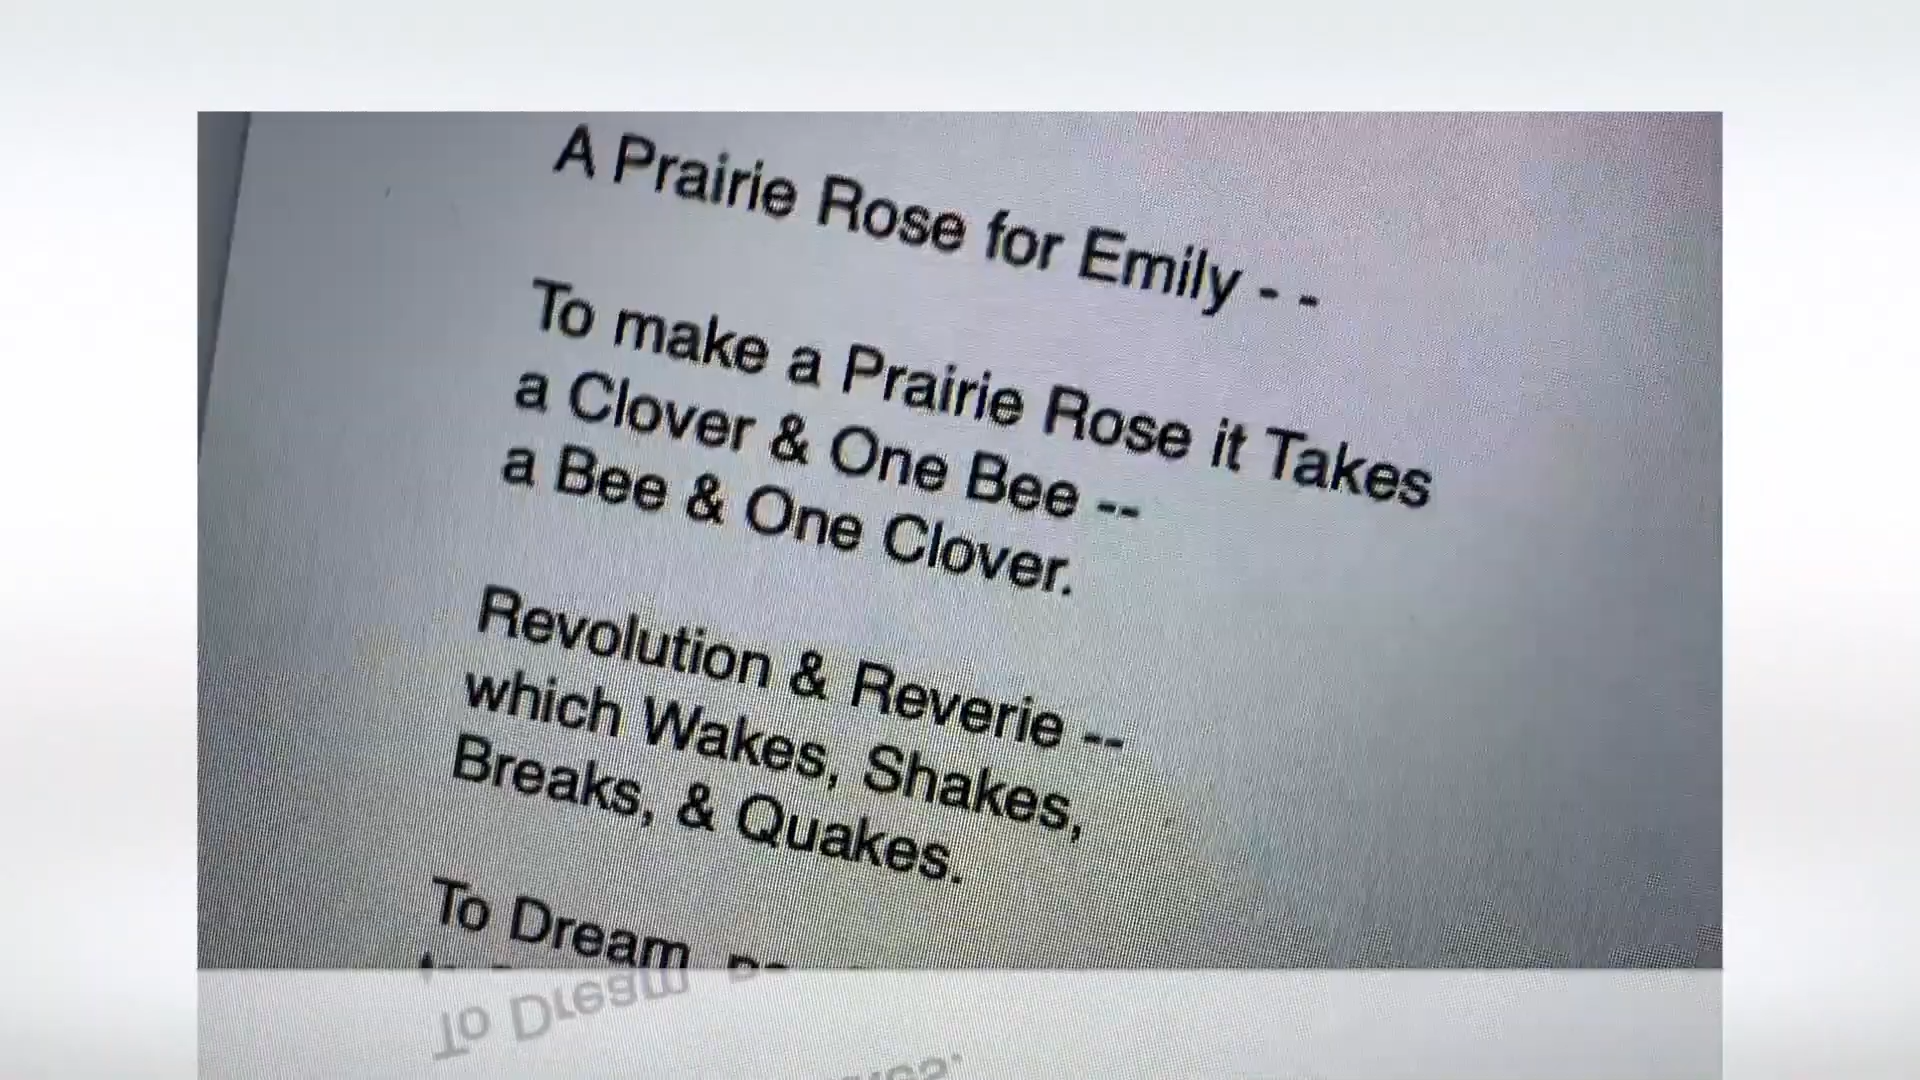 A Prairie Rose for Emily - -
To make a Prairie Rose it Takes
a Clover & One Bee --
a Bee & One Clover.
Revolution & Reverie --
which Wakes, Shakes,
Breaks, & Quakes.
To Dream